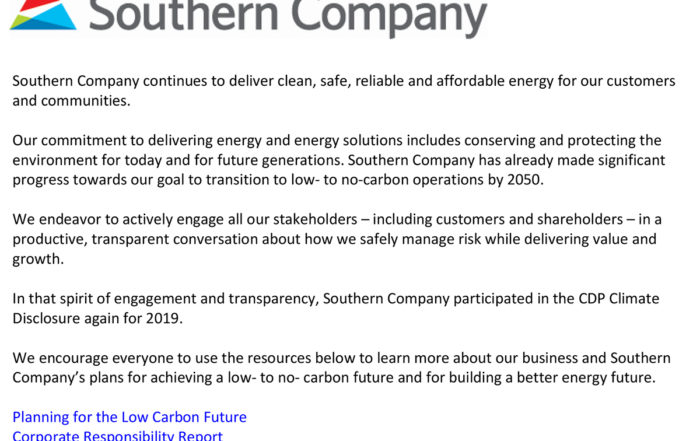 Southern Company
Southern Company continues to deliver clean, safe, reliable and affordable energy for our customers
and communities.
Our commitment to delivering energy and energy solutions includes conserving and protecting the
environment for today and for future generations. Southern Company has already made significant
progress towards our goal to transition to low- to no-carbon operations by 2050.
We endeavor to actively engage all our stakeholders – including customers and shareholders – in a
productive, transparent conversation about how we safely manage risk while delivering value and
growth.
In that spirit of engagement and transparency, Southern Company participated in the CDP Climate
Disclosure again for 2019.
We encourage everyone to use the resources below to learn more about our business and Southern
Company’s plans for achieving a low- to no- carbon future and for building a better energy future.
Planning for the Low Carbon Future
Corporate Responsibility Report